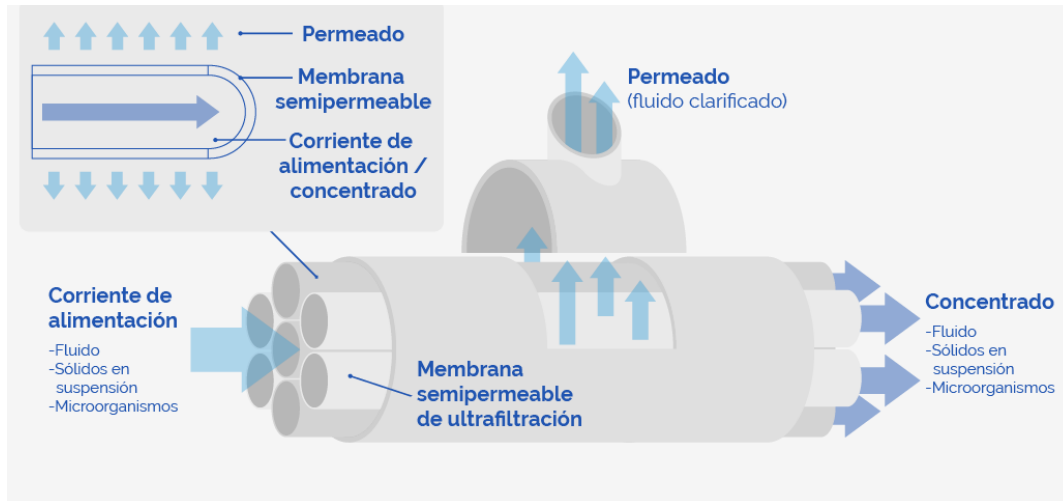 Permeado
Membrana
semipermeable
Corriente de
alimentación /
concentrado
Permeado
(fluido clarificado)
Corriente de
alimentación
-Fluido
-Sólidos en
suspensión
-Microorganismos
Membrana
semipermeable
de ultrafiltración
Concentrado
-Fluido
-Sólidos en
suspensión
-Microorganismos